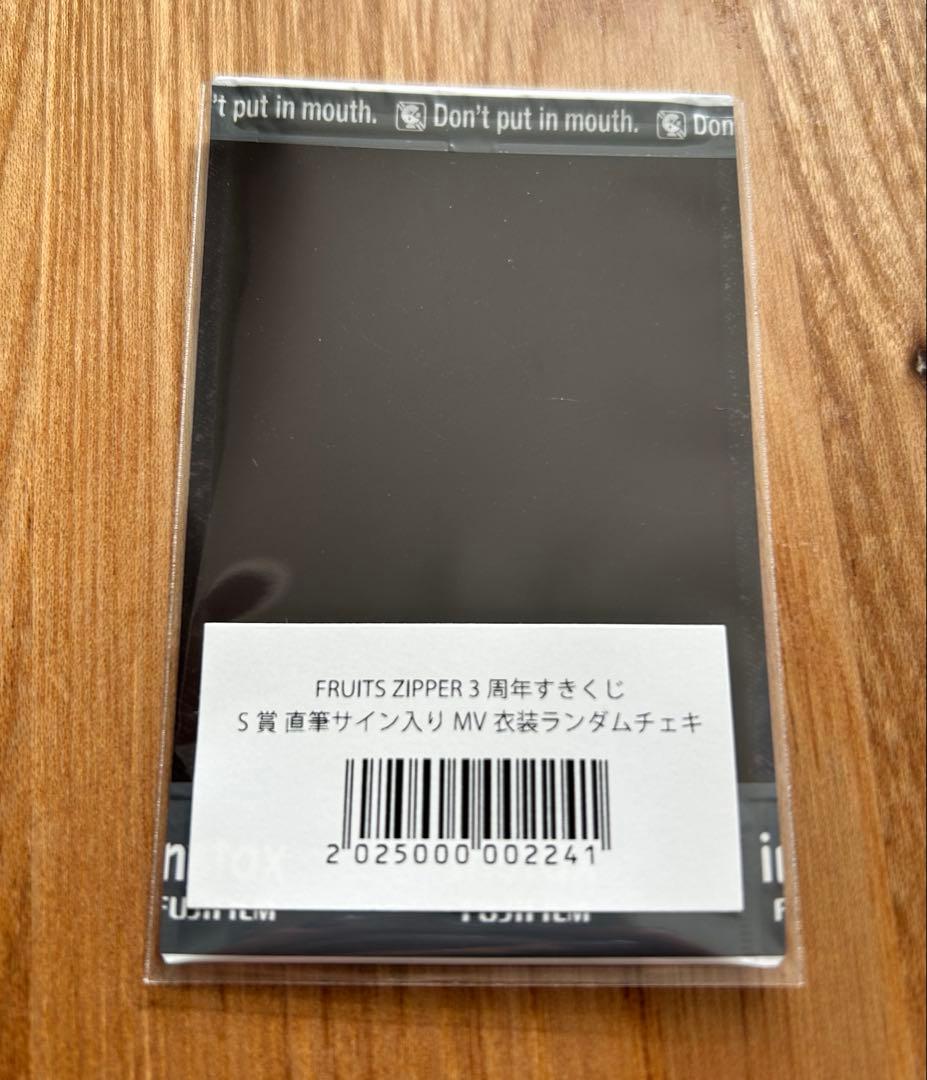 't put in mouth. Don't put in mouth. Don
FRUITS ZIPPER 3 周年すきくじ
S 賞 直筆サイン入り MV 衣装ランダムチェキ
2 025000 002241
instax
FUJIFILM FUJIFILM